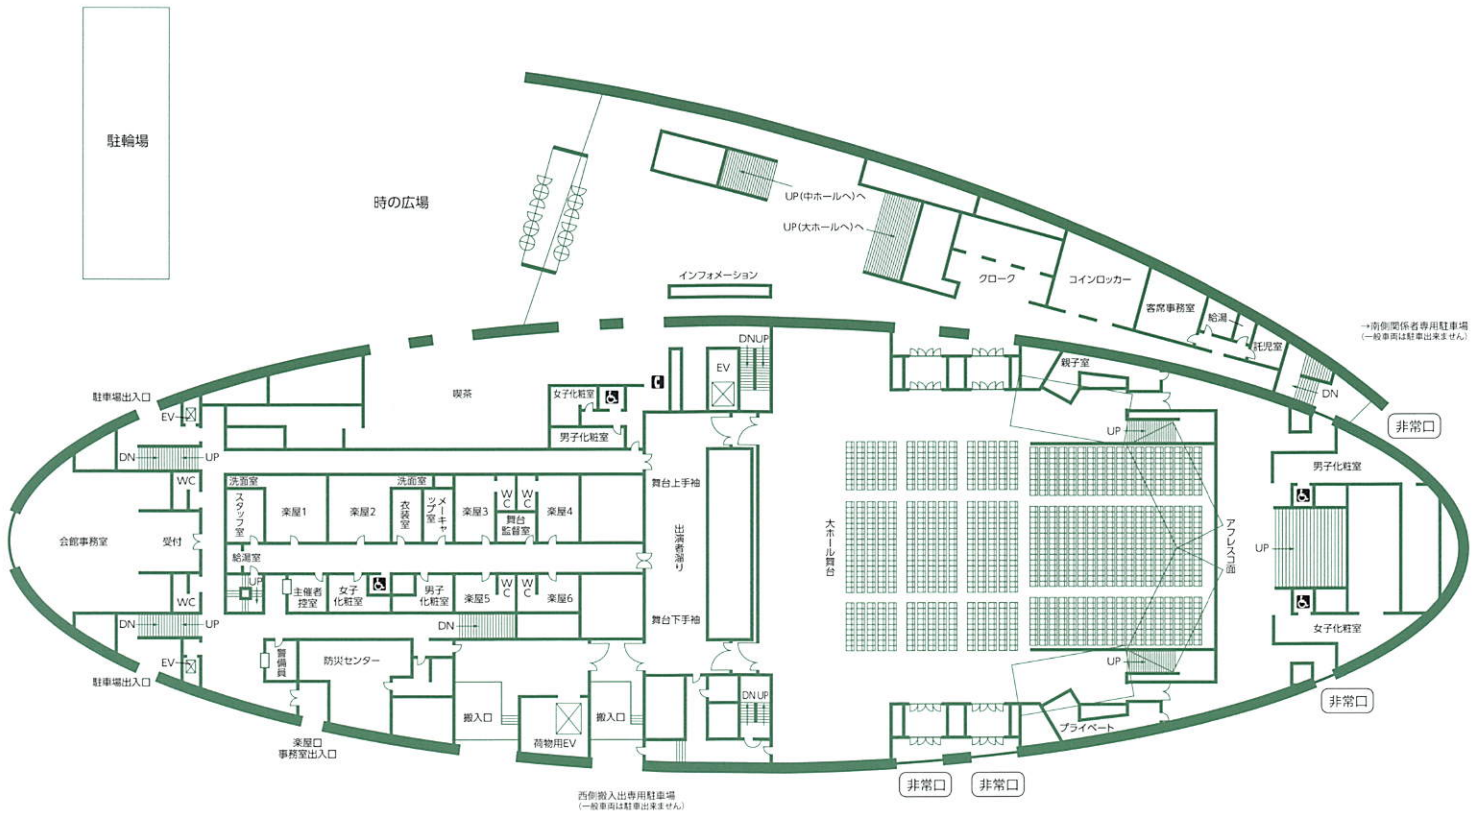 駐輪場
時の広場
UP(中ホールへ)へ
UP(大ホールへ)へ
インフォメーション
クローク
コインロッカー
客席事務室
給湯
託児室
DN
→南側関係者専用駐車場
(一般車両は駐車出来ません)
非常口
親子室
DN UP
EV
喫茶
女子化粧室
男子化粧室
駐車場出入口
EV
DN
UP
WC
会館事務室
受付
WC
DN
UP
EV
駐車場出入口
洗面室
洗面室
スタッフ室
楽屋1
楽屋2
衣装室
メーキャップ室
楽屋3
WC
WC
舞台
監督室
楽屋4
給湯室
UP
主催者
控室
女子
化粧室
男子
化粧室
楽屋5
WC
WC
楽屋6
DN
警備員
防災センター
楽屋口
事務室出入口
搬入口
荷物用EV
搬入口
西側搬入出専用駐車場
(一般車両は駐車出来ません)
舞台上手袖
出演者溜り
舞台下手袖
DN UP
大ホール舞台
UP
アフレスコ面
UP
プライベート
男子化粧室
UP
女子化粧室
非常口
非常口
非常口